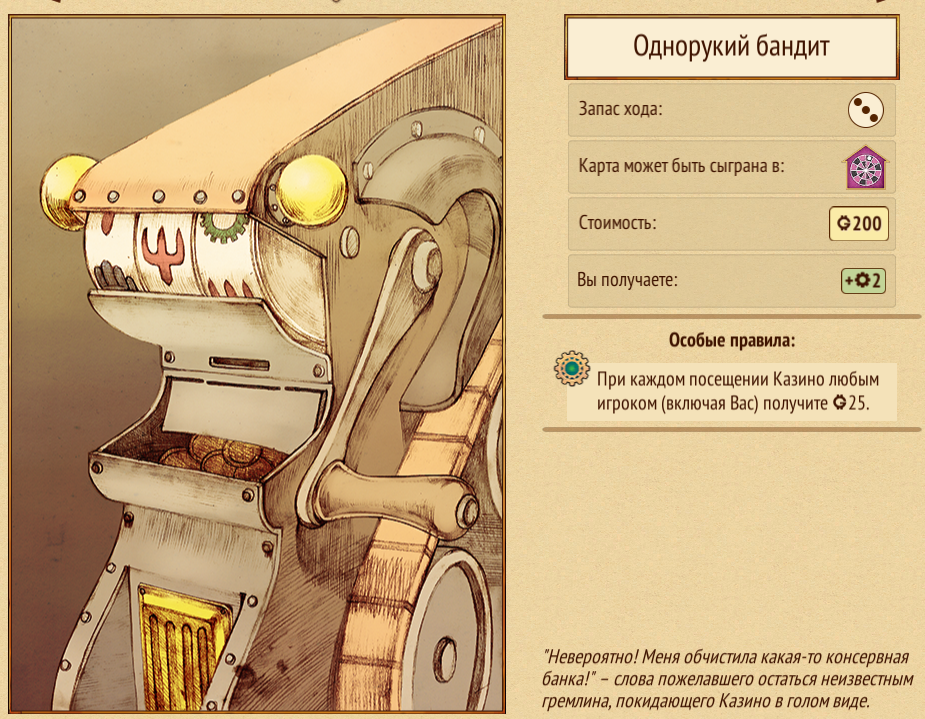 Однорукий бандит
Запас хода:
Карта может быть сыграна в:
Стоимость:
200
Вы получаете:
+2
Особые правила:
При каждом посещении Казино любым
игроком (включая Вас) получите 25.
"Невероятно! Меня обчистила какая-то консервная
банка!" – слова пожелавшего остаться неизвестным
гремлина, покидающего Казино в голом виде.